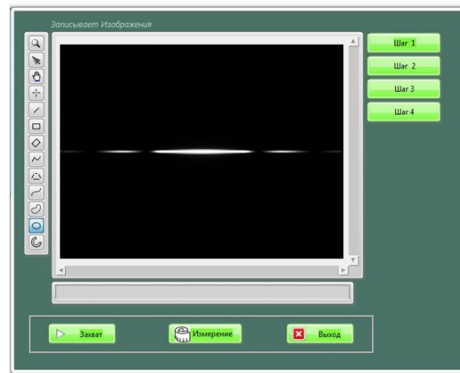 Записывает Изображения
Шаг 1
Шаг 2
Шаг 3
Шаг 4
Захват
Измерение
Выход